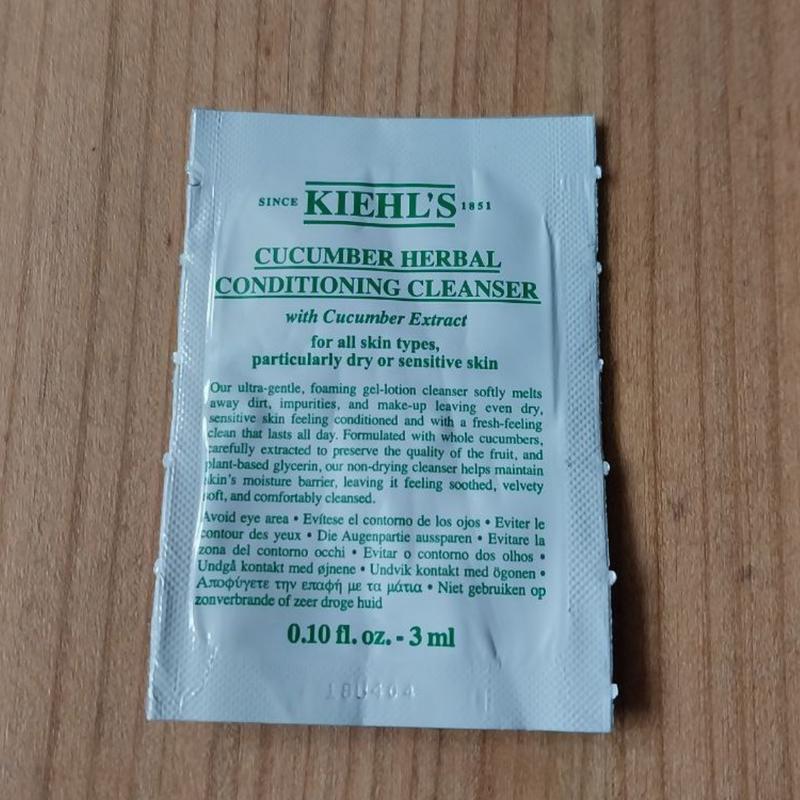 SINCE KIEHL'S 1851
CUCUMBER HERBAL
CONDITIONING CLEANSER
with Cucumber Extract
for all skin types,
particularly dry or sensitive skin
Our ultra-gentle, foaming gel-lotion cleanser softly melts
away dirt, impurities, and make-up leaving even dry,
sensitive skin feeling conditioned and with a fresh-feeling
clean that lasts all day. Formulated with whole cucumbers,
carefully extracted to preserve the quality of the fruit, and
plant-based glycerin, our non-drying cleanser helps maintain
skin's moisture barrier, leaving it feeling soothed, velvety
soft, and comfortably cleansed.
Avoid eye area • Evítese el contorno de los ojos • Eviter le
contour des yeux • Die Augenpartie aussparen • Evitare la
zona del contorno occhi • Evitar o contorno dos olhos •
Undgå kontakt med øjnene • Undvik kontakt med ögonen •
Αποφύγετε την επαφή με τα μάτια • Niet gebruiken op
zonverbrande of zeer droge huid
0.10 fl. oz. - 3 ml